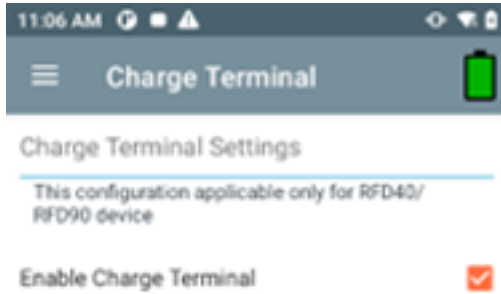 11:06 AM
Charge Terminal
Charge Terminal Settings
This configuration applicable only for RFD40/
RFD90 device
Enable Charge Terminal